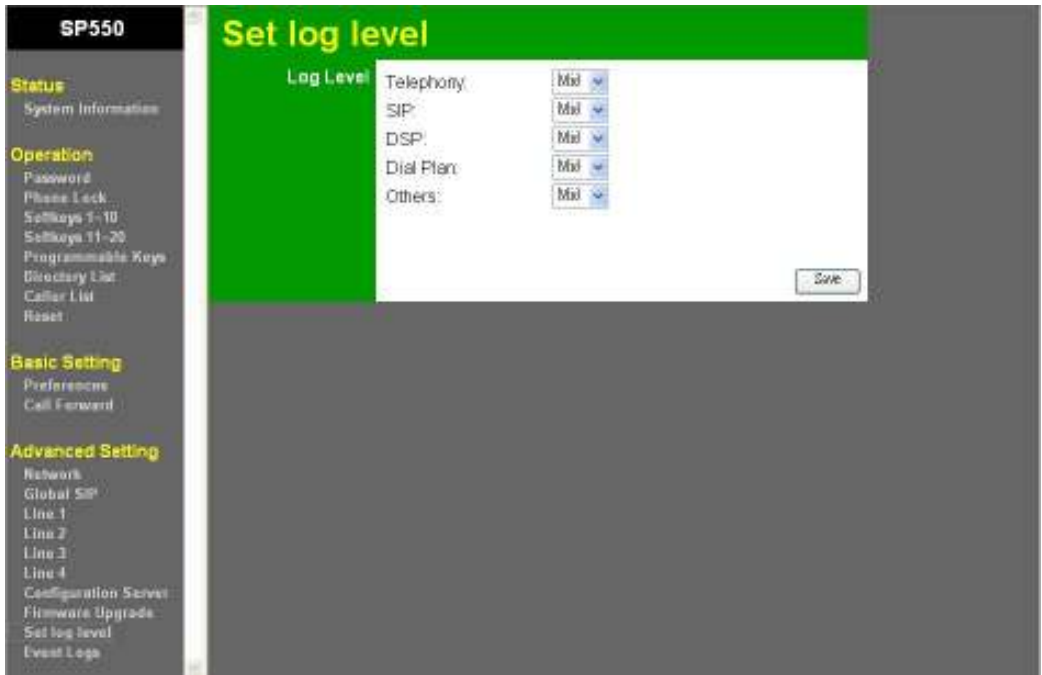 SP550
Status
System Information
Operation
Password
Phone Lock
Softkeys 1-10
Softkeys 11-20
Programmable Keys
Directory List
Caller List
Reset
Basic Setting
Preferences
Call Forward
Advanced Setting
Network
Global SIP
Line 1
Line 2
Line 3
Line 4
Configuration Server
Firmware Upgrade
Set log level
Event Logs
Set log level
Log Level
Telephony: Mid
SIP: Mid
DSP: Mid
Dial Plan: Mid
Others: Mid
Save